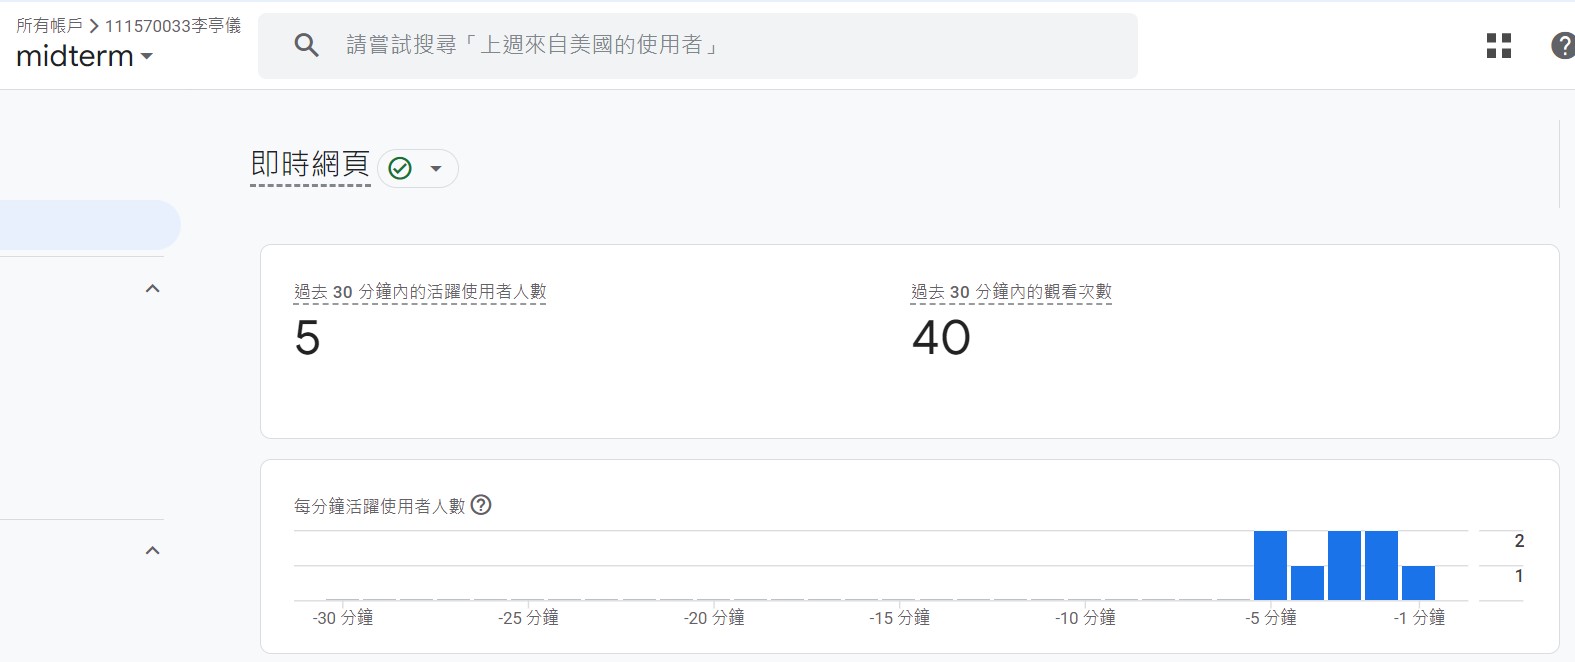 所有帳戶 > 111570033李亭儀
midterm
請嘗試搜尋「上週來自美國的使用者」
即時網頁
過去 30 分鐘內的活躍使用者人數
5
過去 30 分鐘內的觀看次數
40
每分鐘活躍使用者人數
2
1
-30 分鐘 -25 分鐘 -20 分鐘 -15 分鐘 -10 分鐘 -5 分鐘 -1 分鐘